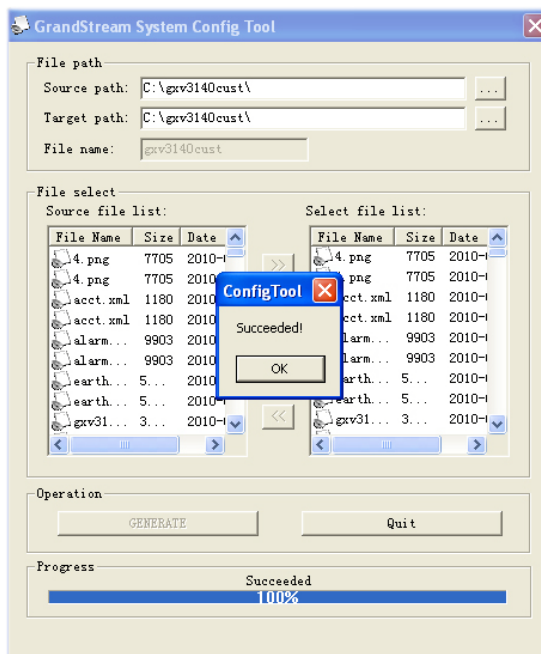 GrandStream System Config Tool
File path
Source path: C:\gxv3140cust\ ...
Target path: C:\gxv3140cust\ ...
File name: gxv3140cust
File select
Source file list: Select file list:
File Name Size Date File Name Size Date
4.png 7705 2010- 4.png 7705 2010-
4.png 7705 2010- >> 4.png 7705 2010-
acct.xml 1180 2010 ConfigTool cct.xml 1180 2010-
acct.xml 1180 2010 Succeeded! cct.xml 1180 2010-
alarm... 9903 2010 larm... 9903 2010-
alarm... 9903 2010 OK larm... 9903 2010-
earth... 5... 2010 arth... 5... 2010-
earth... 5... 2010- earth... 5... 2010-
gxv31... 3... 2010- << gxv31... 3... 2010-
Operation
GENERATE Quit
Progress
Succeeded
100%